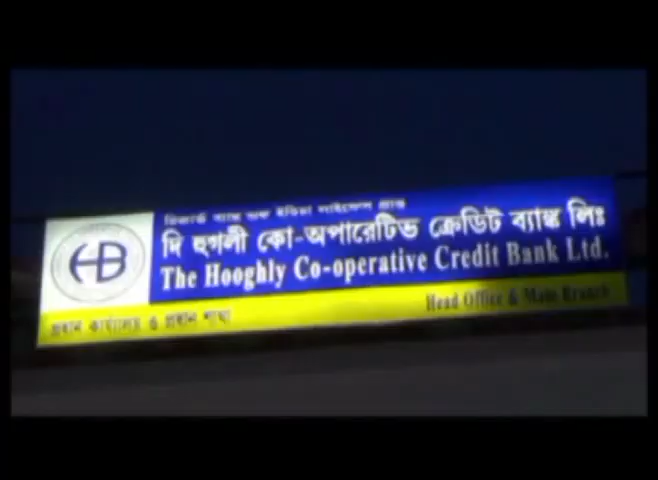 রিজার্ভ ব্যাঙ্ক অফ ইন্ডিয়া লাইসেন্স প্রাপ্ত
দি হুগলী কো-অপারেটিভ ক্রেডিট ব্যাঙ্ক লিঃ
HB The Hooghly Co-operative Credit Bank Ltd.
প্রধান কার্য্যালয় ও প্রধান শাখা Head Office & Main Branch